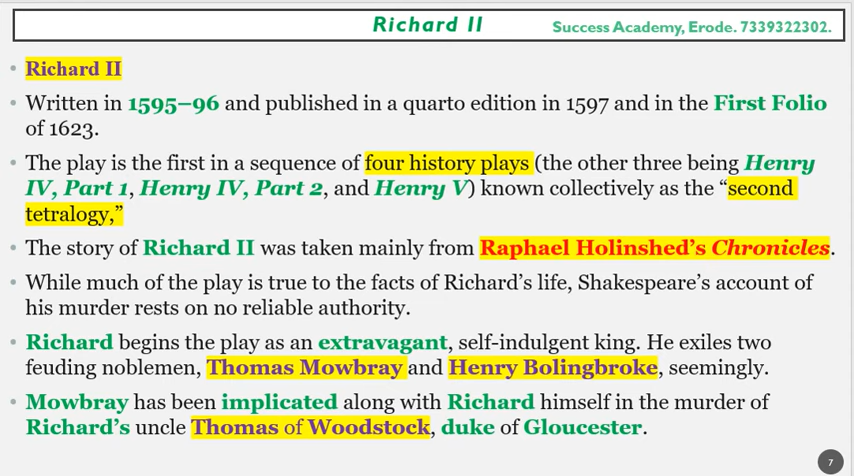 Richard II
Success Academy, Erode. 7339322302.
• Richard II
• Written in 1595–96 and published in a quarto edition in 1597 and in the First Folio
of 1623.
• The play is the first in a sequence of four history plays (the other three being Henry
IV, Part 1, Henry IV, Part 2, and Henry V) known collectively as the “second
tetralogy,”
• The story of Richard II was taken mainly from Raphael Holinshed’s Chronicles.
• While much of the play is true to the facts of Richard’s life, Shakespeare’s account of
his murder rests on no reliable authority.
• Richard begins the play as an extravagant, self-indulgent king. He exiles two
feuding noblemen, Thomas Mowbray and Henry Bolingbroke, seemingly.
• Mowbray has been implicated along with Richard himself in the murder of
Richard’s uncle Thomas of Woodstock, duke of Gloucester.
7